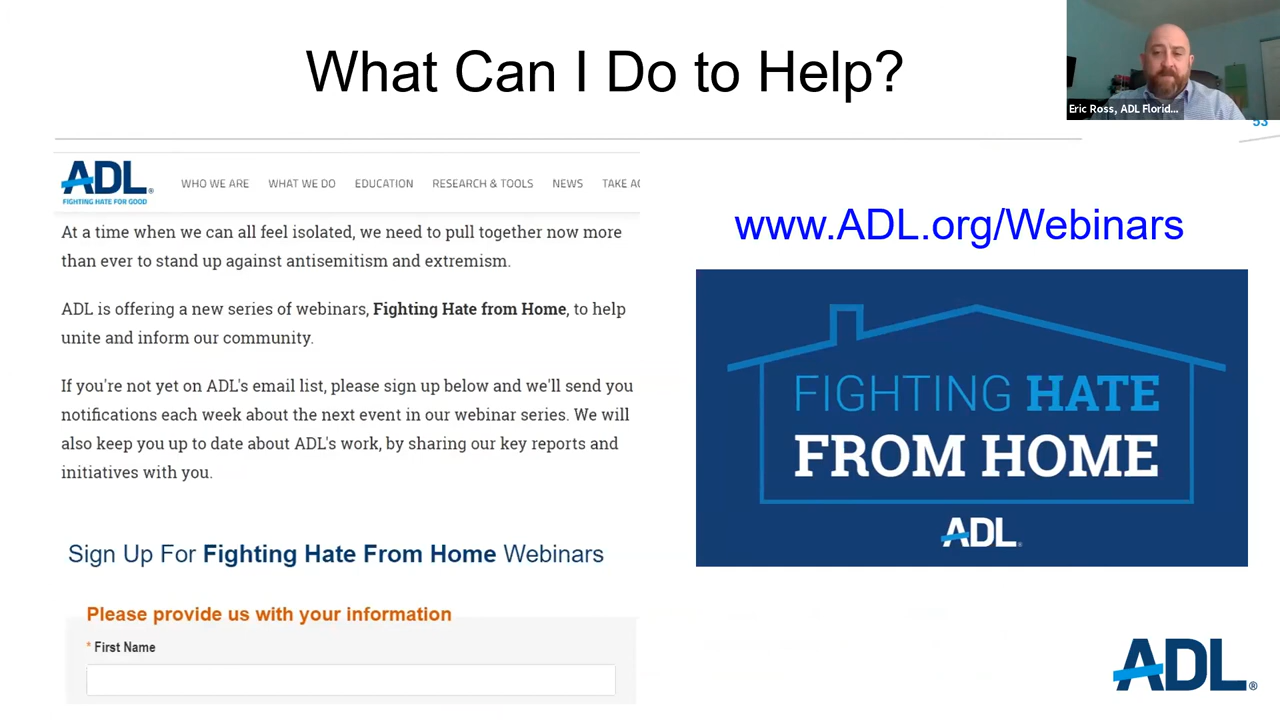 What Can I Do to Help?
Eric Ross, ADL Florid...
53
ADL®
FIGHTING HATE FOR GOOD
WHO WE ARE WHAT WE DO EDUCATION RESEARCH & TOOLS NEWS TAKE AC
At a time when we can all feel isolated, we need to pull together now more
than ever to stand up against antisemitism and extremism.
ADL is offering a new series of webinars, Fighting Hate from Home, to help
unite and inform our community.
If you're not yet on ADL's email list, please sign up below and we'll send you
notifications each week about the next event in our webinar series. We will
also keep you up to date about ADL's work, by sharing our key reports and
initiatives with you.
Sign Up For Fighting Hate From Home Webinars
Please provide us with your information
* First Name
www.ADL.org/Webinars
FIGHTING HATE
FROM HOME
ADL®
ADL®